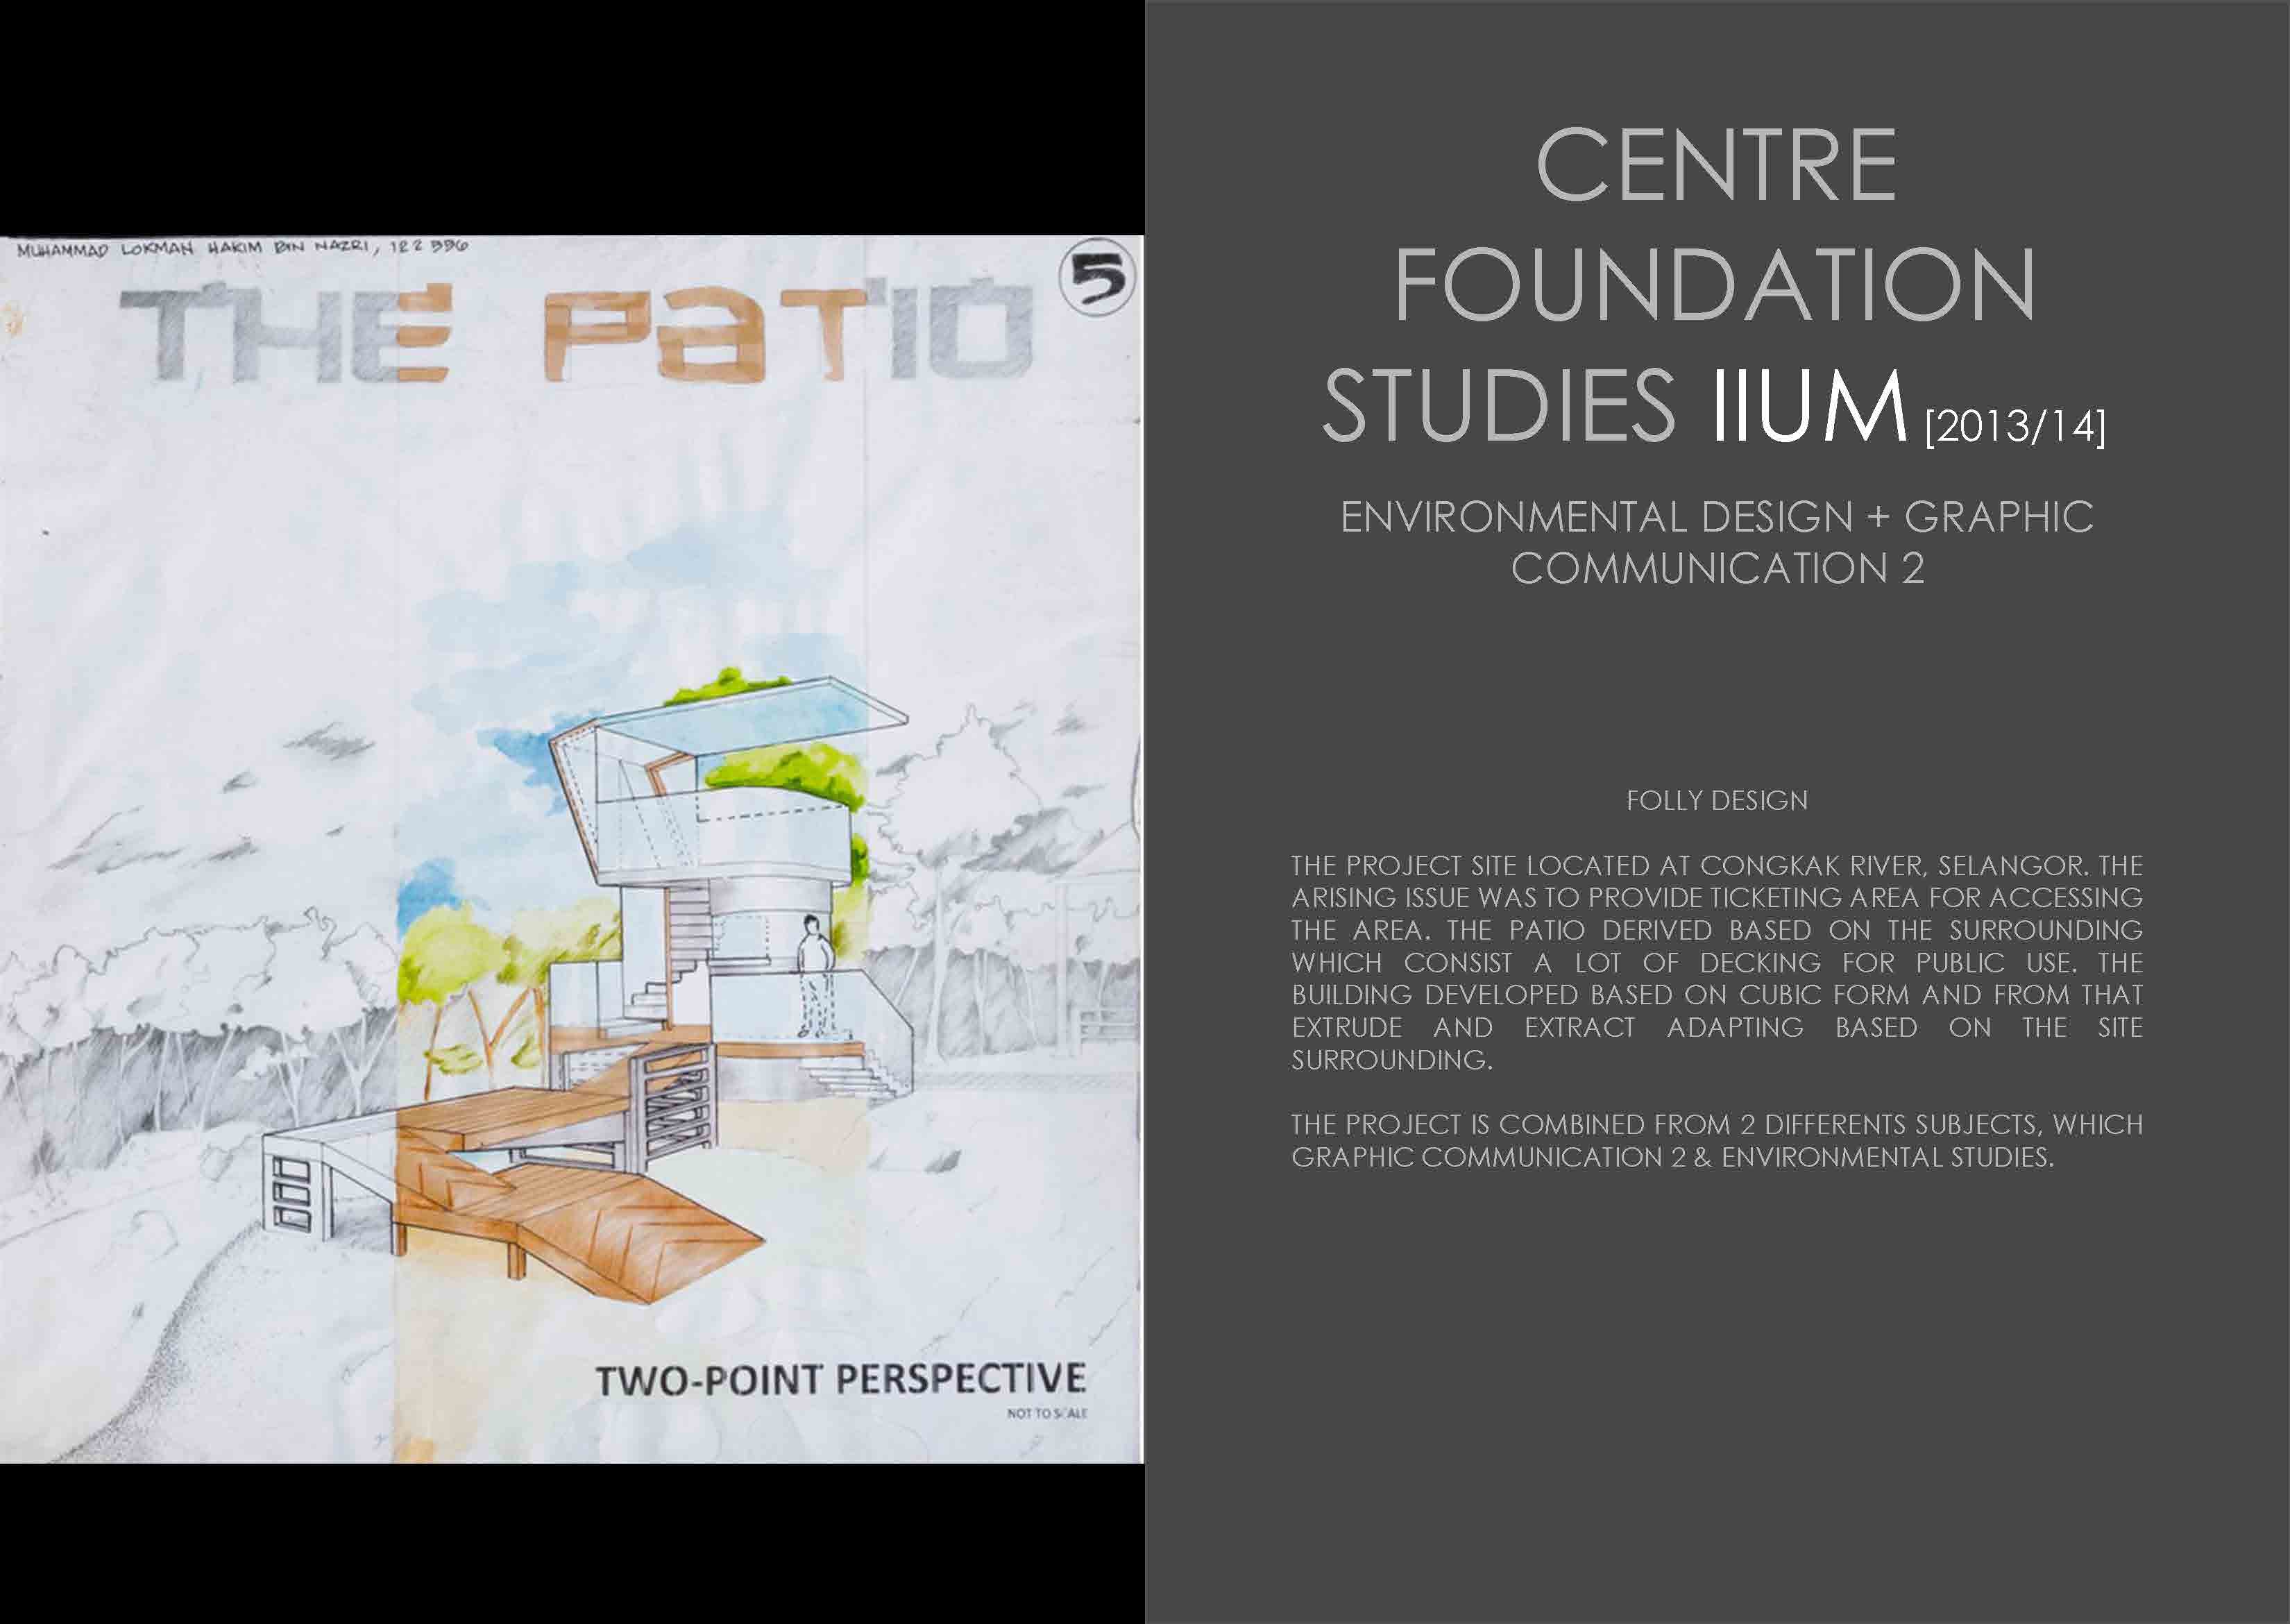 MUHAMMAD LOKMAN HAKIM BIN NAZRI, 122 996
5
THE PATIO
TWO-POINT PERSPECTIVE
NOT TO SCALE
CENTRE
FOUNDATION
STUDIES IIUM [2013/14]
ENVIRONMENTAL DESIGN + GRAPHIC
COMMUNICATION 2
FOLLY DESIGN
THE PROJECT SITE LOCATED AT CONGKAK RIVER, SELANGOR. THE
ARISING ISSUE WAS TO PROVIDE TICKETING AREA FOR ACCESSING
THE AREA. THE PATIO DERIVED BASED ON THE SURROUNDING
WHICH CONSIST A LOT OF DECKING FOR PUBLIC USE. THE
BUILDING DEVELOPED BASED ON CUBIC FORM AND FROM THAT
EXTRUDE AND EXTRACT ADAPTING BASED ON THE SITE
SURROUNDING.
THE PROJECT IS COMBINED FROM 2 DIFFERENTS SUBJECTS, WHICH
GRAPHIC COMMUNICATION 2 & ENVIRONMENTAL STUDIES.